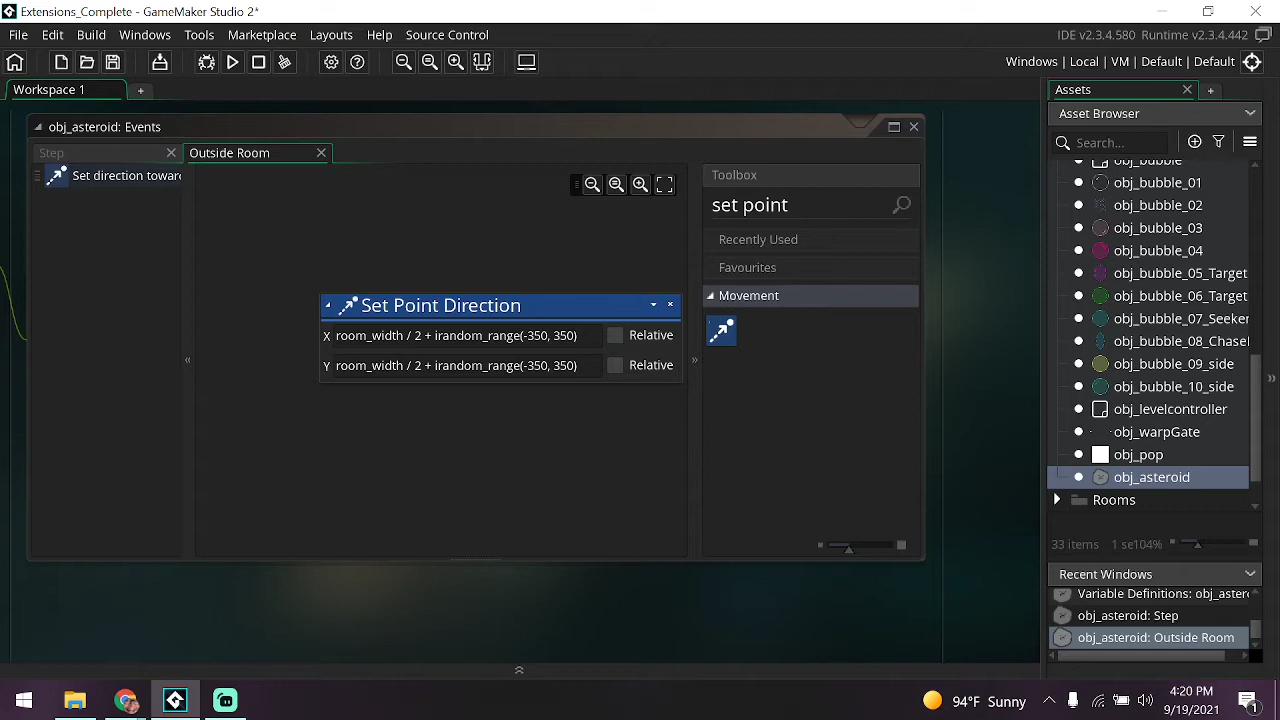 Extensions_Complete - GameMaker Studio 2*
File Edit Build Windows Tools Marketplace Layouts Help Source Control
IDE v2.3.4.580 Runtime v2.3.4.442
Windows | Local | VM | Default | Default
Workspace 1
+
Assets
+
Asset Browser
Search...
obj_asteroid: Events
Step
Outside Room
Set direction towar
Set Point Direction
X room_width / 2 + irandom_range(-350, 350) Relative
Y room_width / 2 + irandom_range(-350, 350) Relative
Toolbox
set point
Recently Used
Favourites
Movement
obj_bubble
obj_bubble_01
obj_bubble_02
obj_bubble_03
obj_bubble_04
obj_bubble_05_Target
obj_bubble_06_Target
obj_bubble_07_Seeker
obj_bubble_08_Chasel
obj_bubble_09_side
obj_bubble_10_side
obj_levelcontroller
obj_warpGate
obj_pop
obj_asteroid
Rooms
33 items 1 se104%
Recent Windows
Variable Definitions: obj_astero
obj_asteroid: Step
obj_asteroid: Outside Room
94°F Sunny
4:20 PM
9/19/2021
1